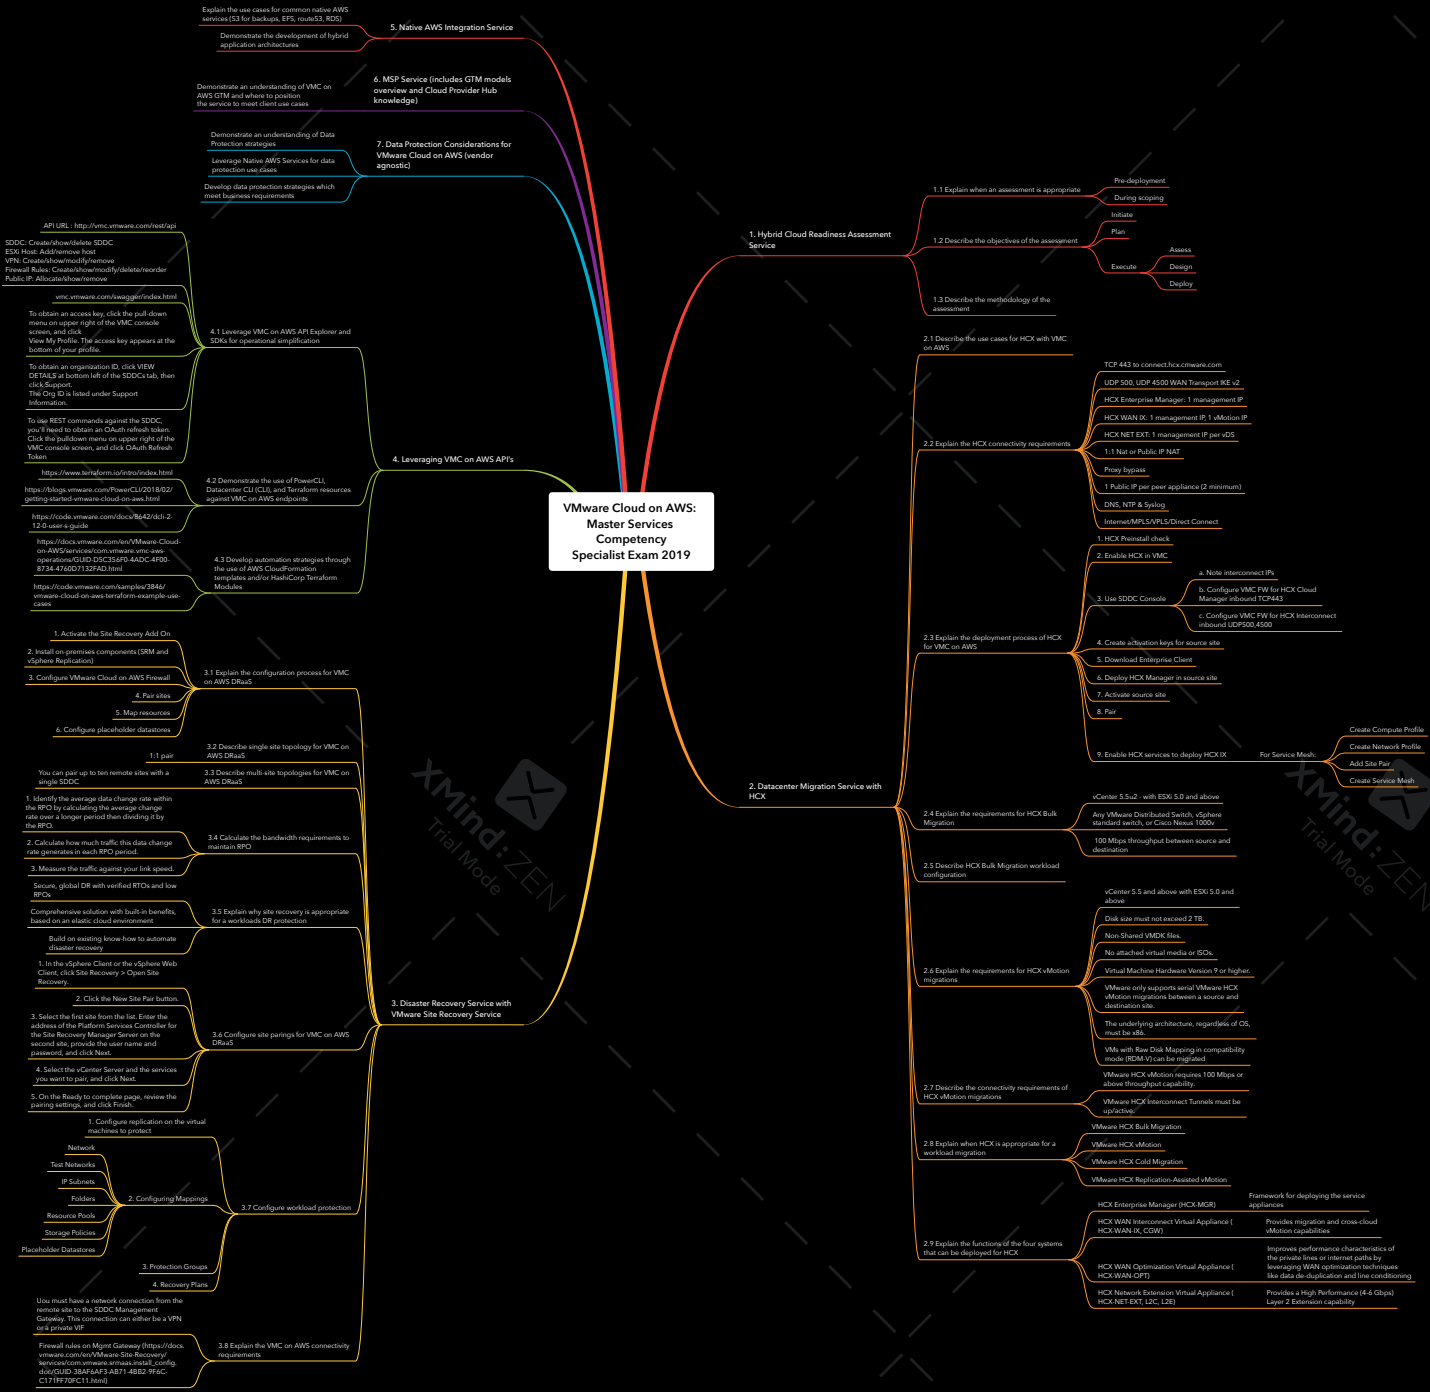 VMware Cloud on AWS:
Master Services
Competency
Specialist Exam 2019
1. Hybrid Cloud Readiness Assessment
Service
1.1 Explain when an assessment is appropriate
Pre-deployment
During scoping
1.2 Describe the objectives of the assessment
Initiate
Plan
Execute
Assess
Design
Deploy
1.3 Describe the methodology of the
assessment
2. Datacenter Migration Service with
HCX
2.1 Describe the use cases for HCX with VMC
on AWS
2.2 Explain the HCX connectivity requirements
TCP 443 to connect.hcx.cmware.com
UDP 500, UDP 4500 WAN Transport IKE v2
HCX Enterprise Manager: 1 management IP
HCX WAN IX: 1 management IP, 1 vMotion IP
HCX NET EXT: 1 management IP per vDS
1:1 Nat or Public IP NAT
Proxy bypass
1 Public IP per peer appliance (2 minimum)
DNS, NTP & Syslog
Internet/MPLS/VPLS/Direct Connect
2.3 Explain the deployment process of HCX
for VMC on AWS
1. HCX Preinstall check
2. Enable HCX in VMC
3. Use SDDC Console
a. Note interconnect IPs
b. Configure VMC FW for HCX Cloud
Manager inbound TCP443
c. Configure VMC FW for HCX Interconnect
inbound UDP500,4500
4. Create activation keys for source site
5. Download Enterprise Client
6. Deploy HCX Manager in source site
7. Activate source site
8. Pair
9. Enable HCX services to deploy HCX IX
For Service Mesh:
Create Compute Profile
Create Network Profile
Add Site Pair
Create Service Mesh
2.4 Explain the requirements for HCX Bulk
Migration
vCenter 5.5u2 - with ESXi 5.0 and above
Any VMware Distributed Switch, vSphere
standard switch, or Cisco Nexus 1000v
100 Mbps throughput between source and
destination
2.5 Describe HCX Bulk Migration workload
configuration
2.6 Explain the requirements for HCX vMotion
migrations
vCenter 5.5 and above with ESXi 5.0 and
above
Disk size must not exceed 2 TB.
Non-Shared VMDK files.
No attached virtual media or ISOs.
Virtual Machine Hardware Version 9 or higher.
VMware only supports serial VMware HCX
vMotion migrations between a source and
destination site.
The underlying architecture, regardless of OS,
must be x86.
VMs with Raw Disk Mapping in compatibility
mode (RDM-V) can be migrated
2.7 Describe the connectivity requirements of
HCX vMotion migrations
VMware HCX vMotion requires 100 Mbps or
above throughput capability.
VMware HCX Interconnect Tunnels must be
up/active.
2.8 Explain when HCX is appropriate for a
workload migration
VMware HCX Bulk Migration
VMware HCX vMotion
VMware HCX Cold Migration
VMware HCX Replication-Assisted vMotion
2.9 Explain the functions of the four systems
that can be deployed for HCX
HCX Enterprise Manager (HCX-MGR)
Framework for deploying the service
appliances
HCX WAN Interconnect Virtual Appliance (
HCX-WAN-IX, CGW)
Provides migration and cross-cloud
vMotion capabilities
HCX WAN Optimization Virtual Appliance (
HCX-WAN-OPT)
Improves performance characteristics of
the private lines or internet paths by
leveraging WAN optimization techniques
like data de-duplication and line conditioning
HCX Network Extension Virtual Appliance (
HCX-NET-EXT, L2C, L2E)
Provides a High Performance (4-6 Gbps)
Layer 2 Extension capability
3. Disaster Recovery Service with
VMware Site Recovery Service
3.1 Explain the configuration process for VMC
on AWS DRaaS
1. Activate the Site Recovery Add On
2. Install on-premises components (SRM and
vSphere Replication)
3. Configure VMware Cloud on AWS Firewall
4. Pair sites
5. Map resources
6. Configure placeholder datastores
3.2 Describe single site topology for VMC on
AWS DRaaS
1:1 pair
3.3 Describe multi-site topologies for VMC on
AWS DRaaS
You can pair up to ten remote sites with a
single SDDC
3.4 Calculate the bandwidth requirements to
maintain RPO
1. Identify the average data change rate within
the RPO by calculating the average change
rate over a longer period then dividing it by
the RPO.
2. Calculate how much traffic this data change
rate generates in each RPO period.
3. Measure the traffic against your link speed.
3.5 Explain why site recovery is appropriate
for a workloads DR protection
Secure, global DR with verified RTOs and low
RPOs
Comprehensive solution with built-in benefits,
based on an elastic cloud environment
Build on existing know-how to automate
disaster recovery
3.6 Configure site parings for VMC on AWS
DRaaS
1. In the vSphere Client or the vSphere Web
Client, click Site Recovery > Open Site
Recovery.
2. Click the New Site Pair button.
3. Select the first site from the list. Enter the
address of the Platform Services Controller for
the Site Recovery Manager Server on the
second site, provide the user name and
password, and click Next.
4. Select the vCenter Server and the services
you want to pair, and click Next.
5. On the Ready to complete page, review the
pairing settings, and click Finish.
3.7 Configure workload protection
1. Configure replication on the virtual
machines to protect
2. Configuring Mappings
Network
Test Networks
IP Subnets
Folders
Resource Pools
Storage Policies
Placeholder Datastores
3. Protection Groups
4. Recovery Plans
3.8 Explain the VMC on AWS connectivity
requirements
Uou must have a network connection from the
remote site to the SDDC Management
Gateway. This connection can either be a VPN
or a private VIF
Firewall rules on Mgmt Gateway (https://docs.
vmware.com/en/VMware-Site-Recovery/
services/com.vmware.srmaas.install_config.
doc/GUID-38AF6AF3-AB71-4BB2-9F6C-
C171FF70FC11.html)
4. Leveraging VMC on AWS API's
4.1 Leverage VMC on AWS API Explorer and
SDKs for operational simplification
API URL : http://vmc.vmware.com/rest/api
SDDC: Create/show/delete SDDC
ESXi Host: Add/remove host
VPN: Create/show/modify/remove
Firewall Rules: Create/show/modify/delete/reorder
Public IP: Allocate/show/remove
vmc.vmware.com/swagger/index.html
To obtain an access key, click the pull-down
menu on upper right of the VMC console
screen, and click
View My Profile. The access key appears at the
bottom of your profile.
To obtain an organization ID, click VIEW
DETAILS at bottom left of the SDDCs tab, then
click Support.
The Org ID is listed under Support
Information.
To use REST commands against the SDDC,
you'll need to obtain an OAuth refresh token.
Click the pulldown menu on upper right of the
VMC console screen, and click OAuth Refresh
Token
4.2 Demonstrate the use of PowerCLI,
Datacenter CLI (CLI), and Terraform resources
against VMC on AWS endpoints
https://www.terraform.io/intro/index.html
https://blogs.vmware.com/PowerCLI/2018/02/
getting-started-vmware-cloud-on-aws.html
https://code.vmware.com/docs/8642/dcli-2-
12-0-user-s-guide
4.3 Develop automation strategies through
the use of AWS CloudFormation
templates and/or HashiCorp Terraform
Modules
https://docs.vmware.com/en/VMware-Cloud-
on-AWS/services/com.vmware.vmc-aws-
operations/GUID-D5C356F0-4ADC-4F00-
8734-4760D7132FAD.html
https://code.vmware.com/samples/3846/
vmware-cloud-on-aws-terraform-example-use-
cases
5. Native AWS Integration Service
Explain the use cases for common native AWS
services (S3 for backups, EFS, route53, RDS)
Demonstrate the development of hybrid
application architectures
6. MSP Service (includes GTM models
overview and Cloud Provider Hub
knowledge)
Demonstrate an understanding of VMC on
AWS GTM and where to position
the service to meet client use cases
7. Data Protection Considerations for
VMware Cloud on AWS (vendor
agnostic)
Demonstrate an understanding of Data
Protection strategies
Leverage Native AWS Services for data
protection use cases
Develop data protection strategies which
meet business requirements
XMind:ZEN
Trial Mode
XMind:ZEN
Trial Mode